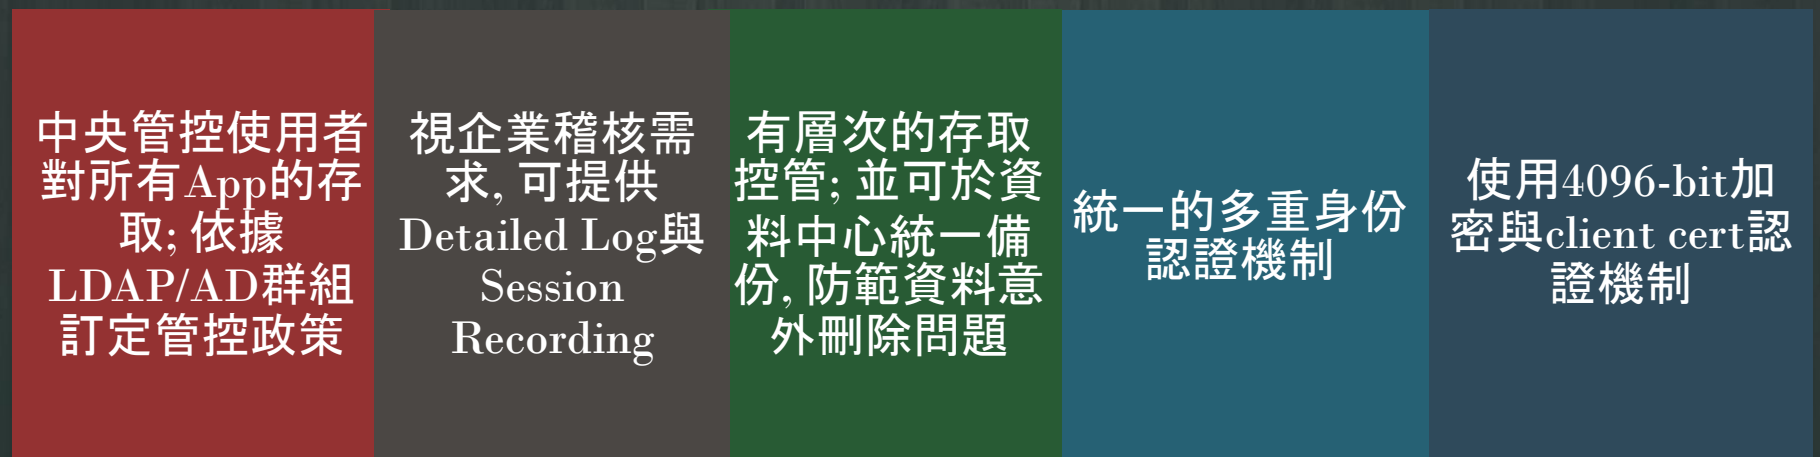 中央管控使用者
對所有App的存
取; 依據
LDAP/AD群組
訂定管控政策
視企業稽核需
求, 可提供
Detailed Log與
Session
Recording
有層次的存取
控管; 並可於資
料中心統一備
份, 防範資料意
外刪除問題
統一的多重身份
認證機制
使用4096-bit加
密與client cert認
證機制